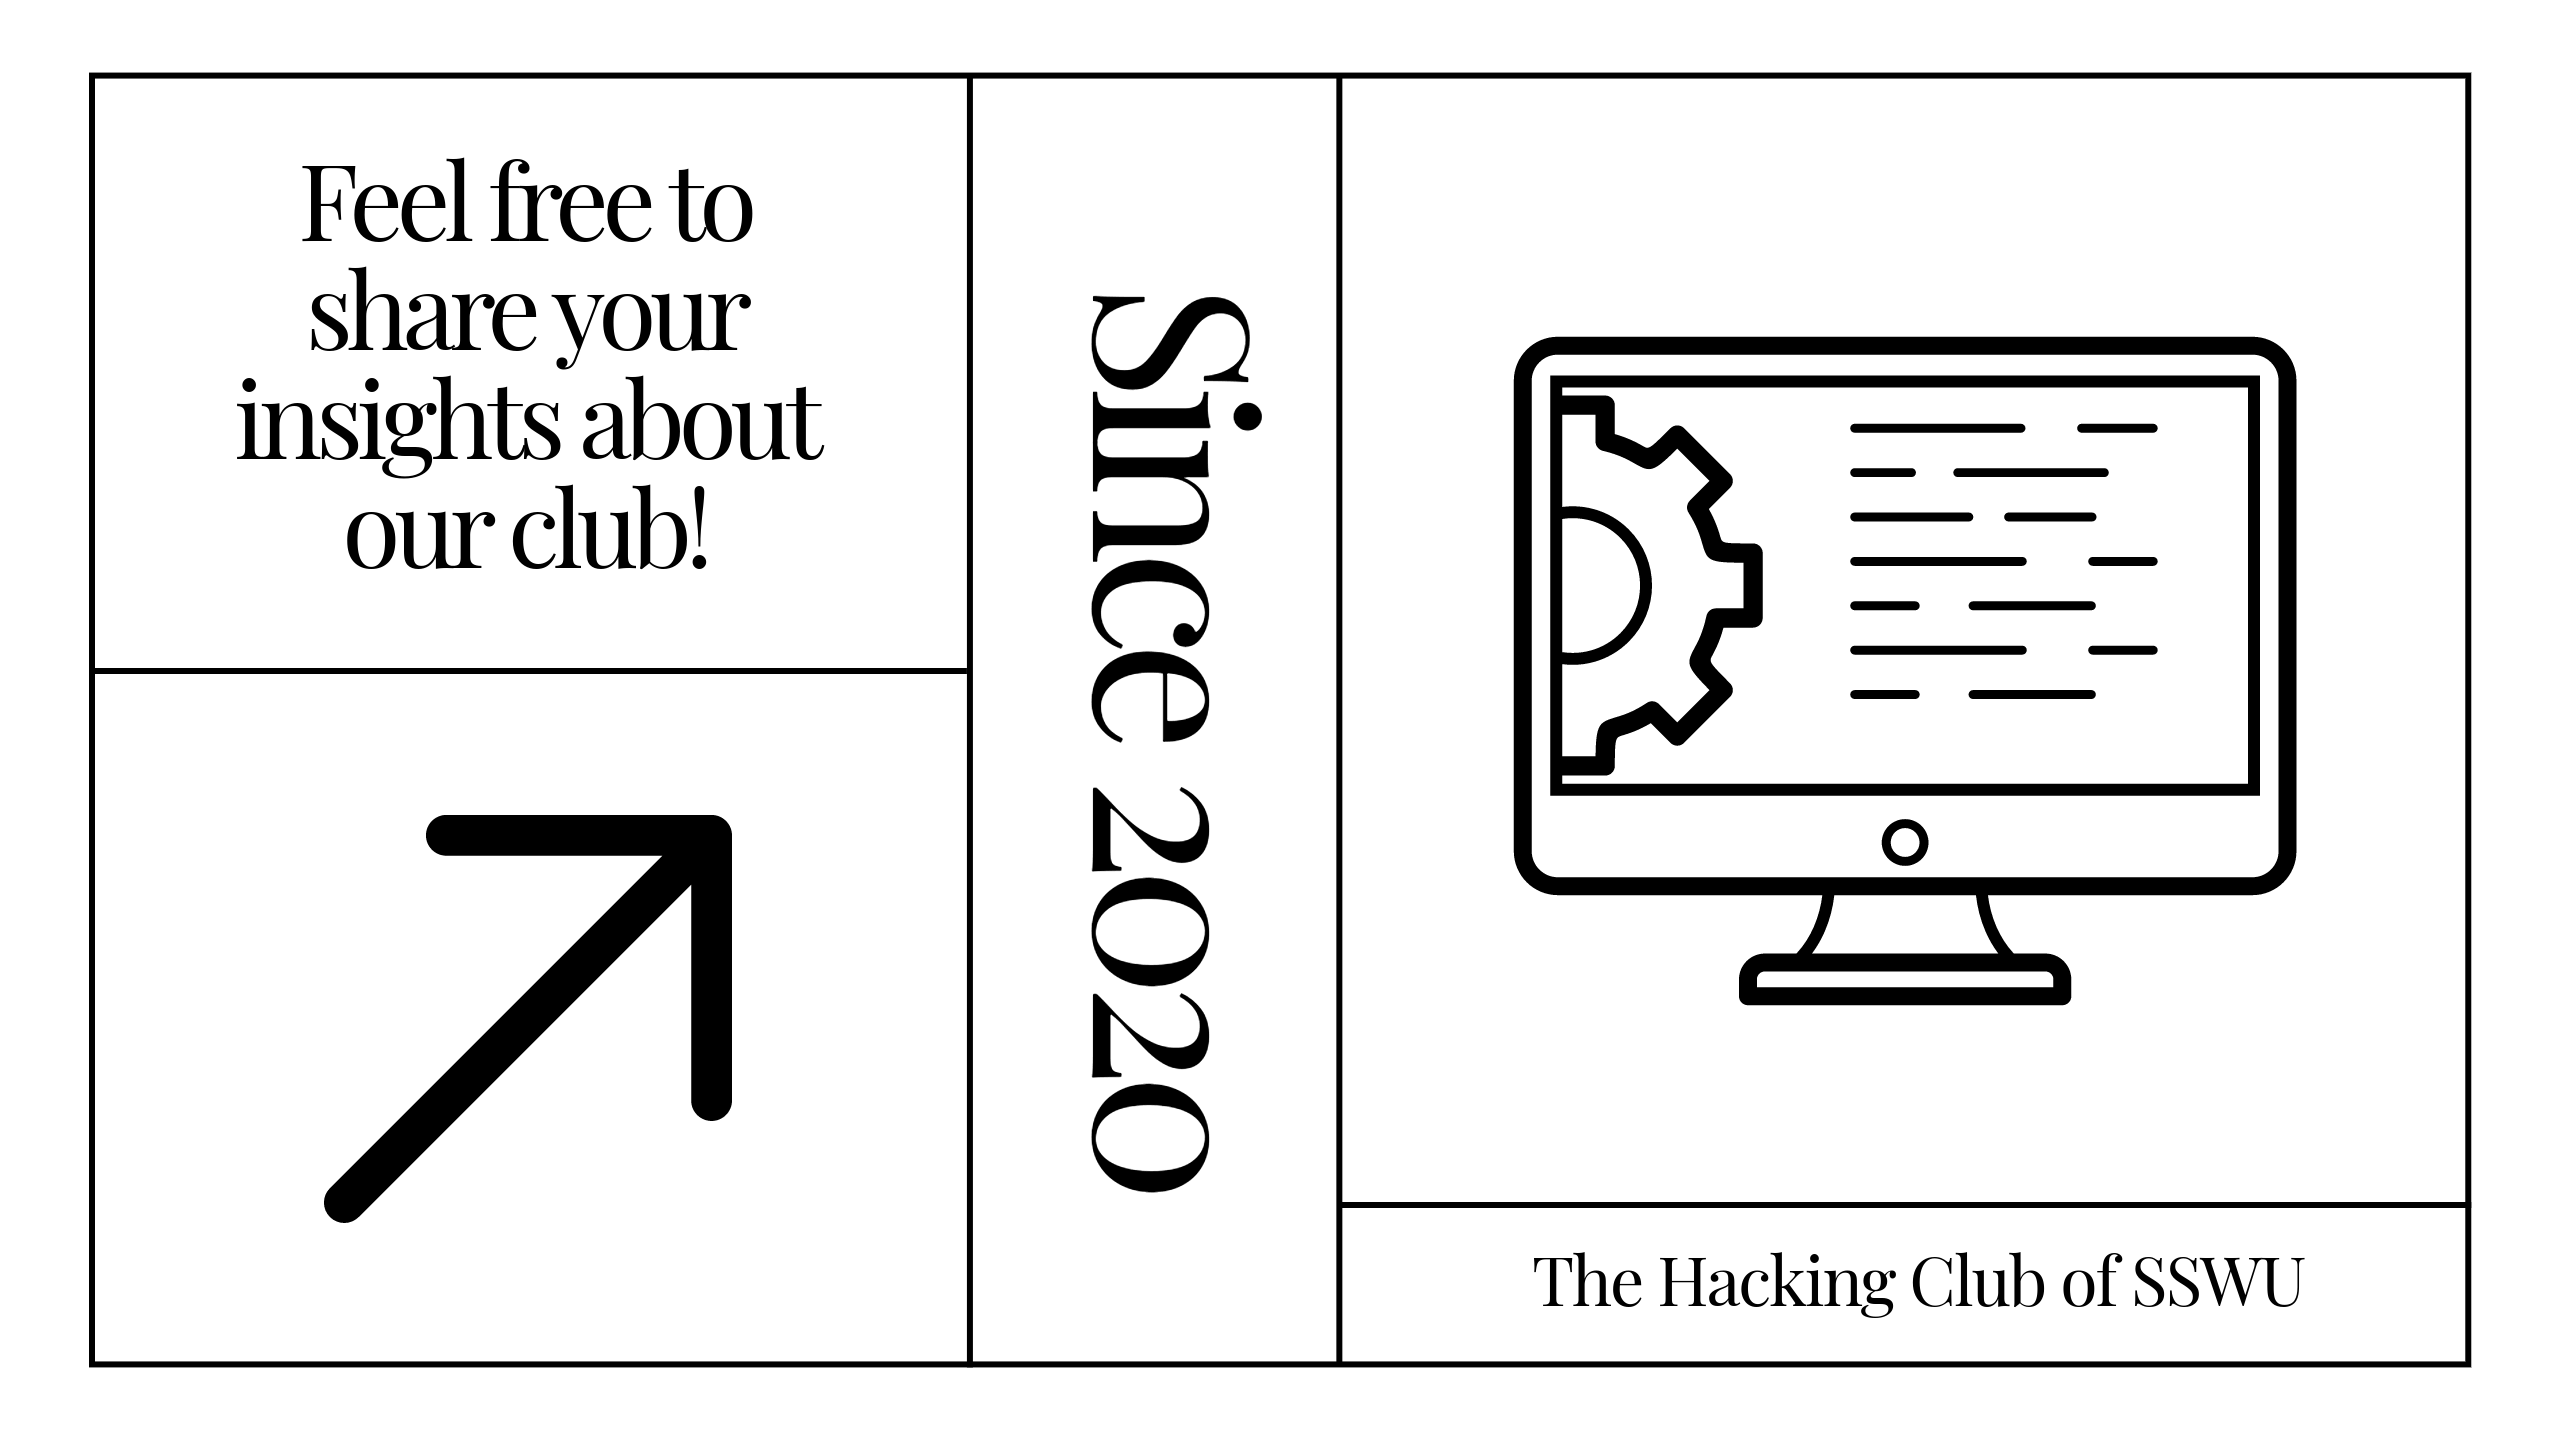 Feel free to
share your
insights about
our club!
Since 2020
The Hacking Club of SSWU